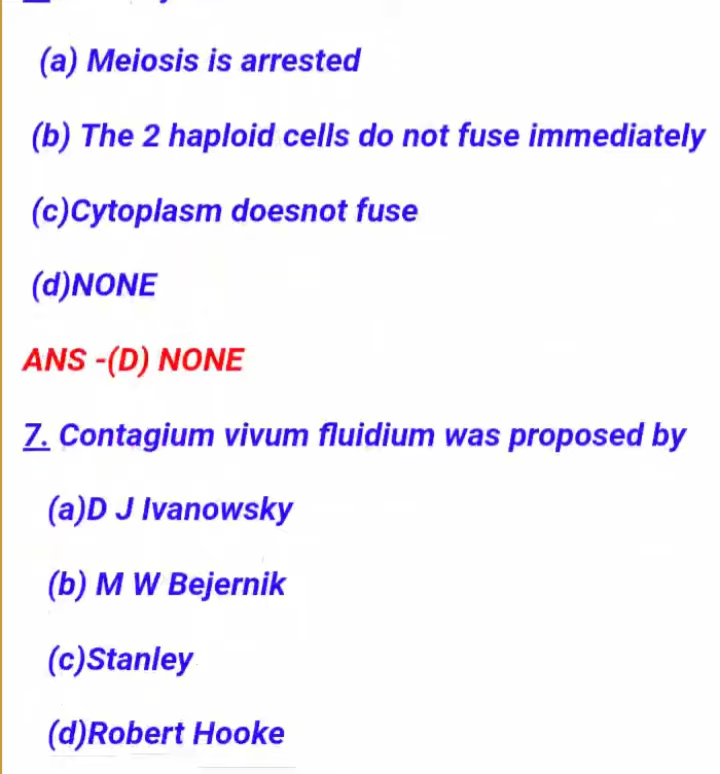 (a) Meiosis is arrested
(b) The 2 haploid cells do not fuse immediately
(c)Cytoplasm doesnot fuse
(d)NONE
ANS -(D) NONE
7. Contagium vivum fluidium was proposed by
(a)D J Ivanowsky
(b) M W Bejernik
(c)Stanley
(d)Robert Hooke